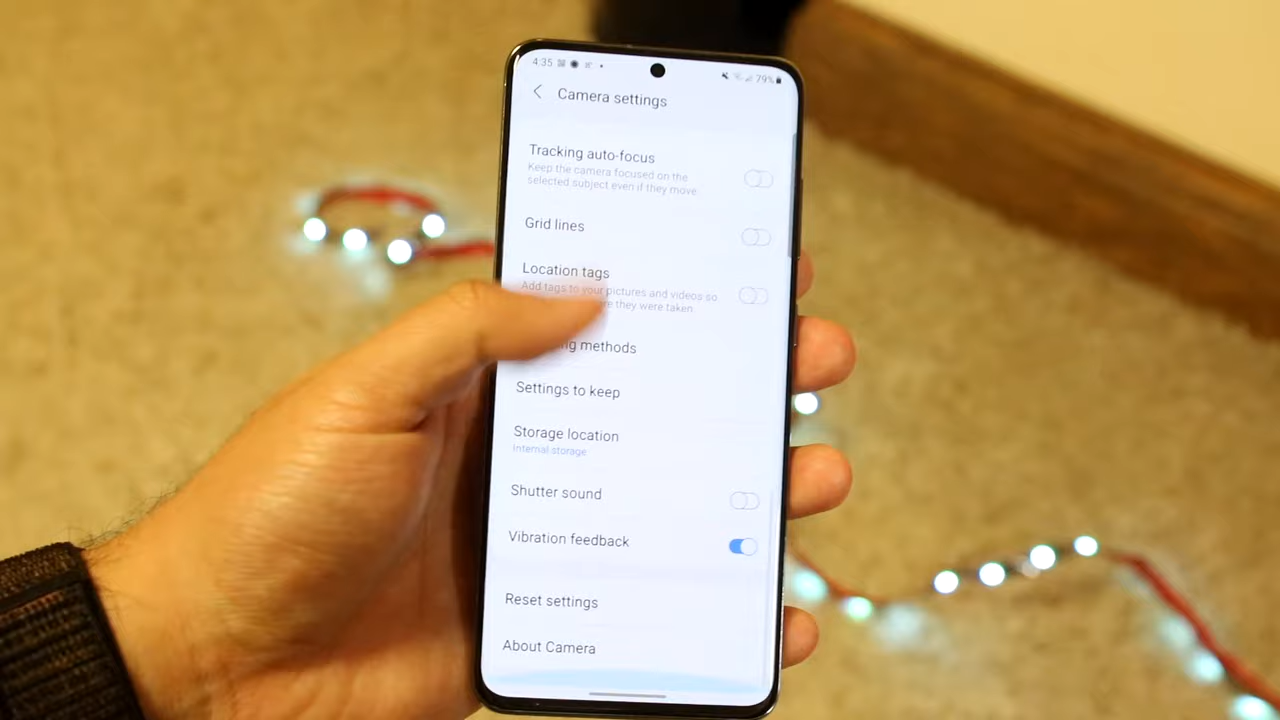 4:35
79%
Camera settings
Tracking auto-focus
Keep the camera focused on the
selected subject even if they move.
Grid lines
Location tags
Add tags to your pictures and videos so
they were taken.
methods
Settings to keep
Storage location
Internal storage
Shutter sound
Vibration feedback
Reset settings
About Camera